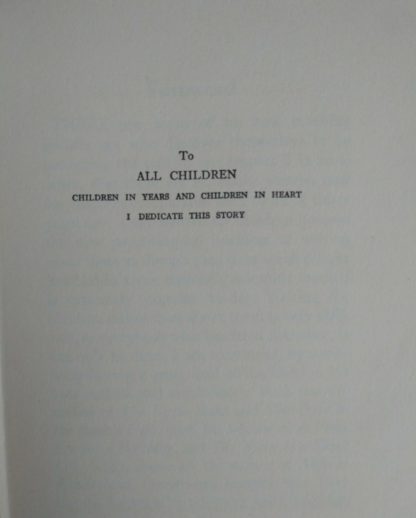 To
ALL CHILDREN
CHILDREN IN YEARS AND CHILDREN IN HEART
I DEDICATE THIS STORY